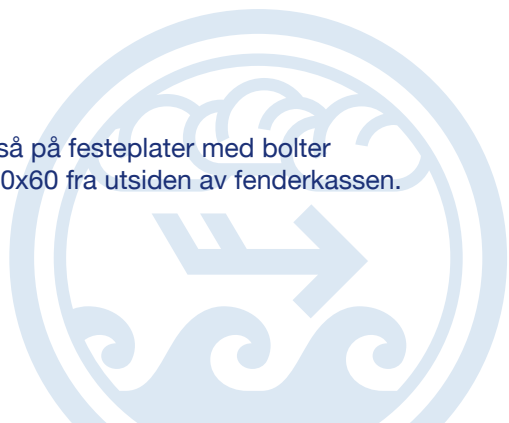 så på festeplater med bolter
0x60 fra utsiden av fenderkassen.